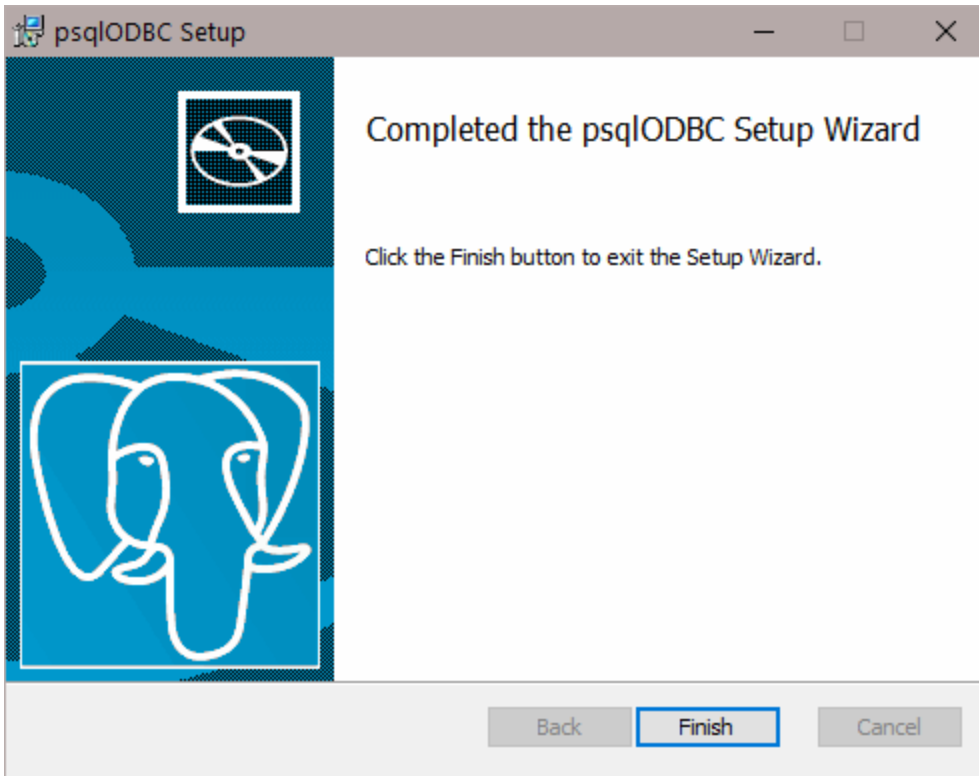 psqlODBC Setup
Completed the psqlODBC Setup Wizard
Click the Finish button to exit the Setup Wizard.
Back
Finish
Cancel